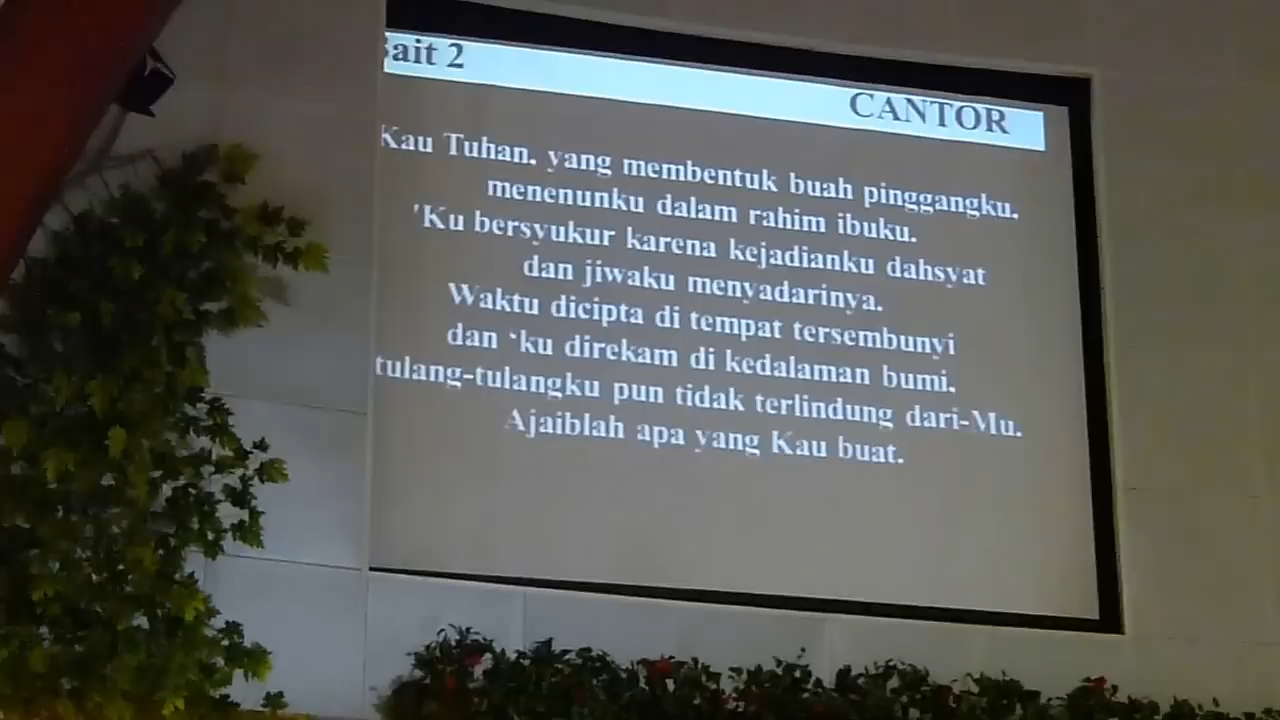 ait 2
CANTOR
Kau Tuhan, yang membentuk buah pinggangku,
menenunku dalam rahim ibuku.
'Ku bersyukur karena kejadianku dahsyat
dan jiwaku menyadarinya.
Waktu dicipta di tempat tersembunyi
dan ‘ku direkam di kedalaman bumi,
tulang-tulangku pun tidak terlindung dari-Mu.
Ajaiblah apa yang Kau buat.